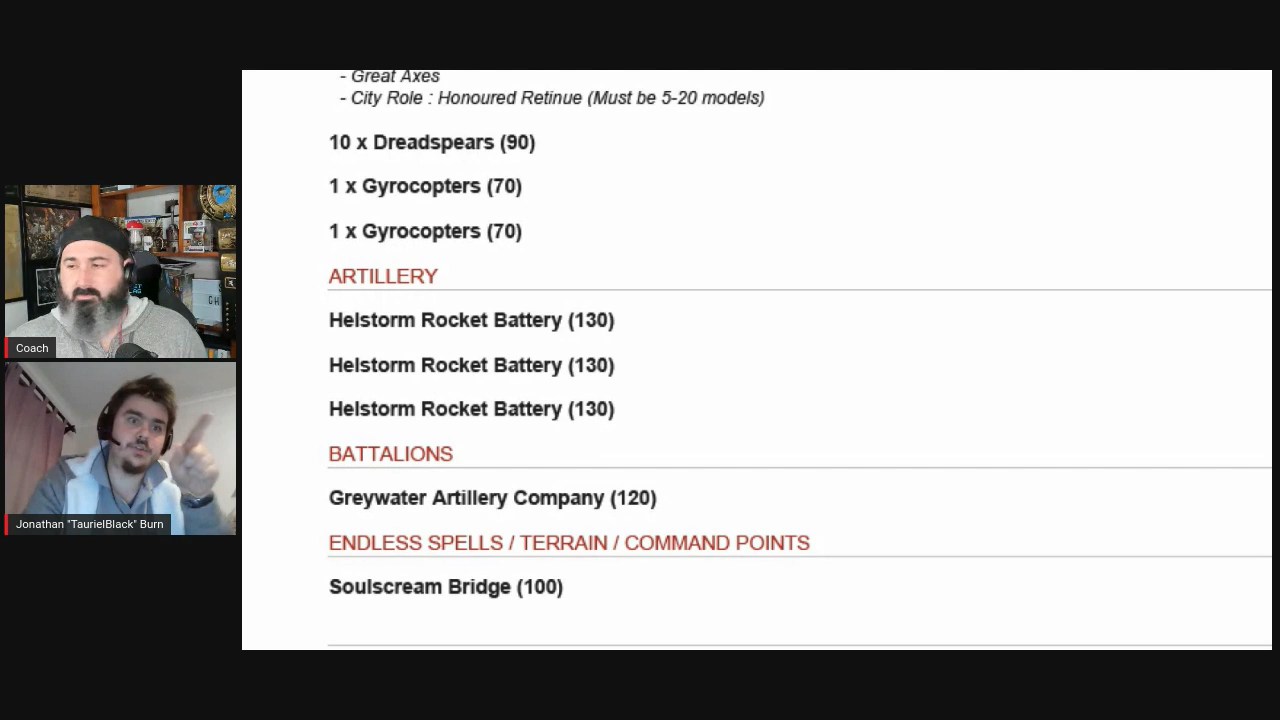 - Great Axes
- City Role : Honoured Retinue (Must be 5-20 models)
10 x Dreadspears (90)
1 x Gyrocopters (70)
1 x Gyrocopters (70)
ARTILLERY
Helstorm Rocket Battery (130)
Helstorm Rocket Battery (130)
Helstorm Rocket Battery (130)
BATTALIONS
Greywater Artillery Company (120)
ENDLESS SPELLS / TERRAIN / COMMAND POINTS
Soulscream Bridge (100)
Coach
Jonathan "TaurielBlack" Burn